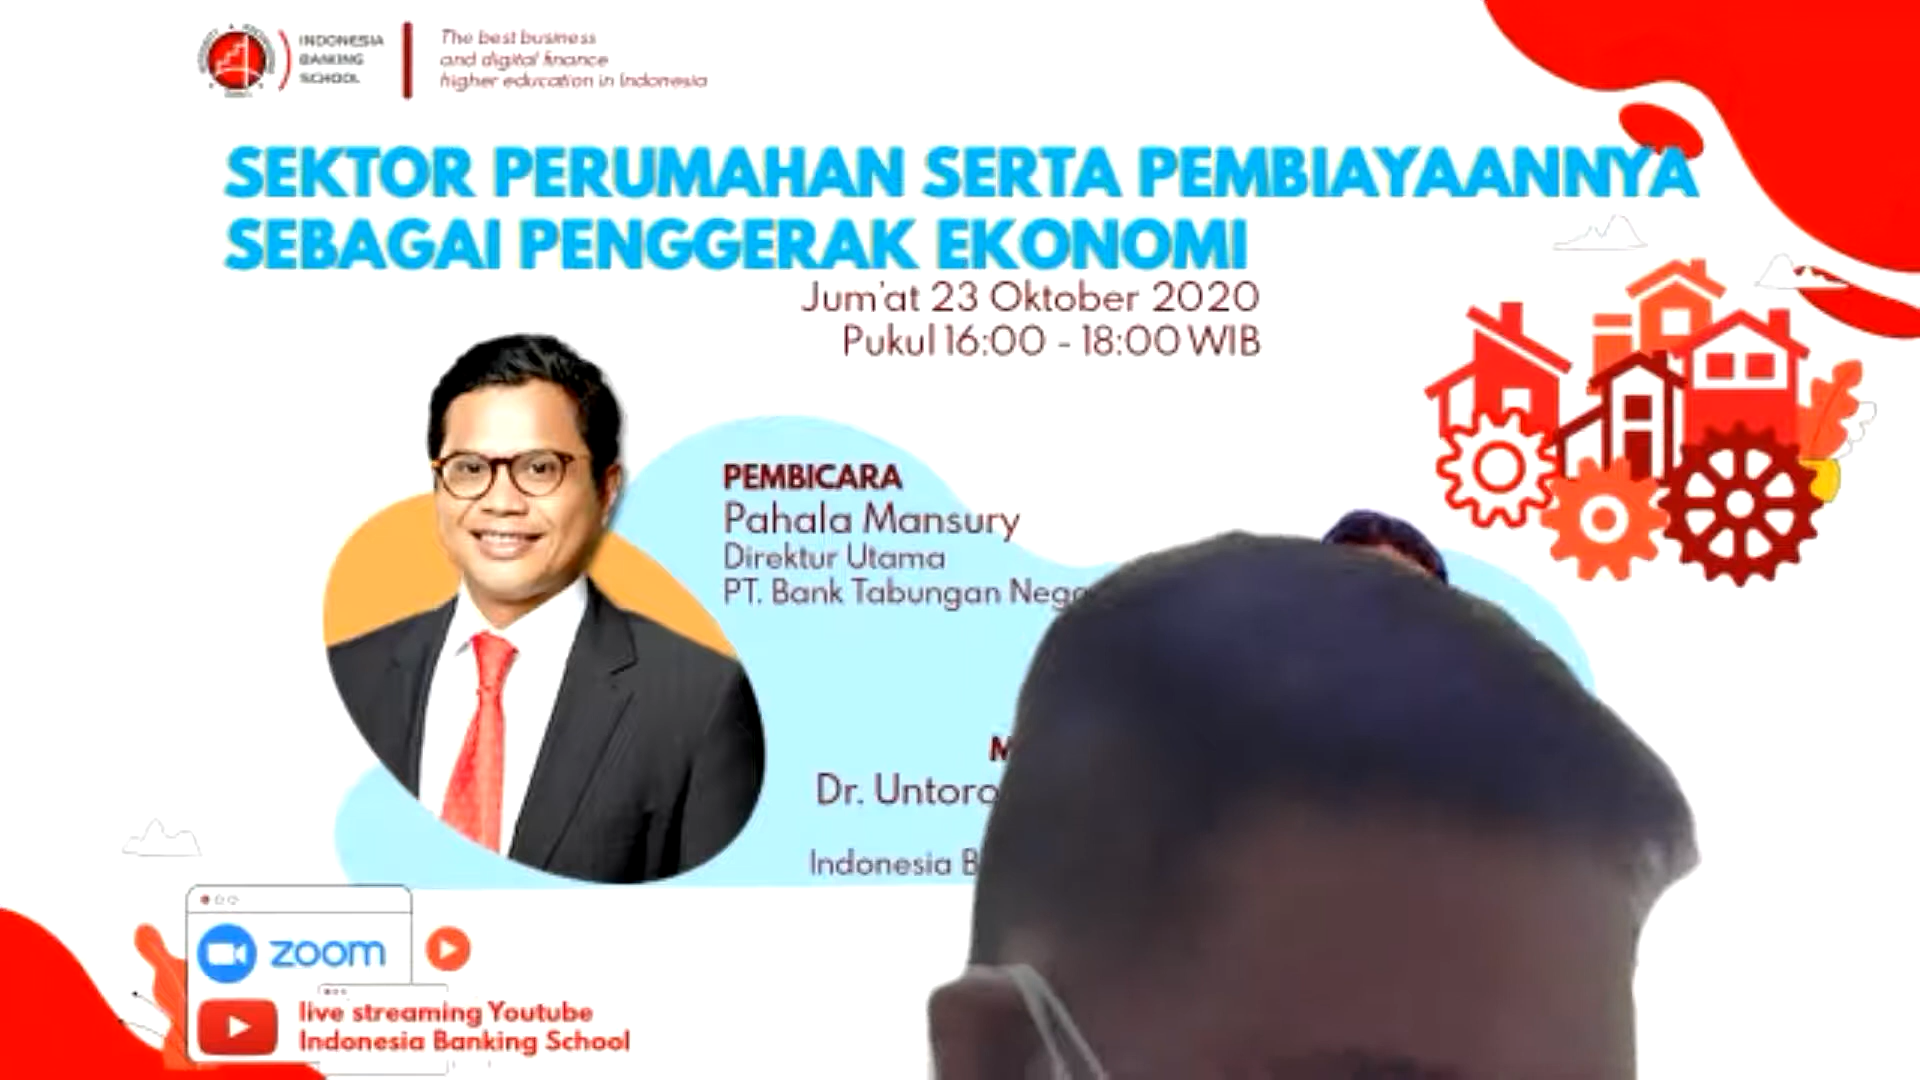 INDONESIA
BANKING
SCHOOL
The best business
and digital finance
higher education in Indonesia
SEKTOR PERUMAHAN SERTA PEMBIAYAANNYA
SEBAGAI PENGGERAK EKONOMI
Jum'at 23 Oktober 2020
Pukul 16:00 - 18:00 WIB
PEMBICARA
Pahala Mansury
Direktur Utama
PT. Bank Tabungan
Dr. Untoro
Indonesia
zoom
live streaming Youtube
Indonesia Banking School